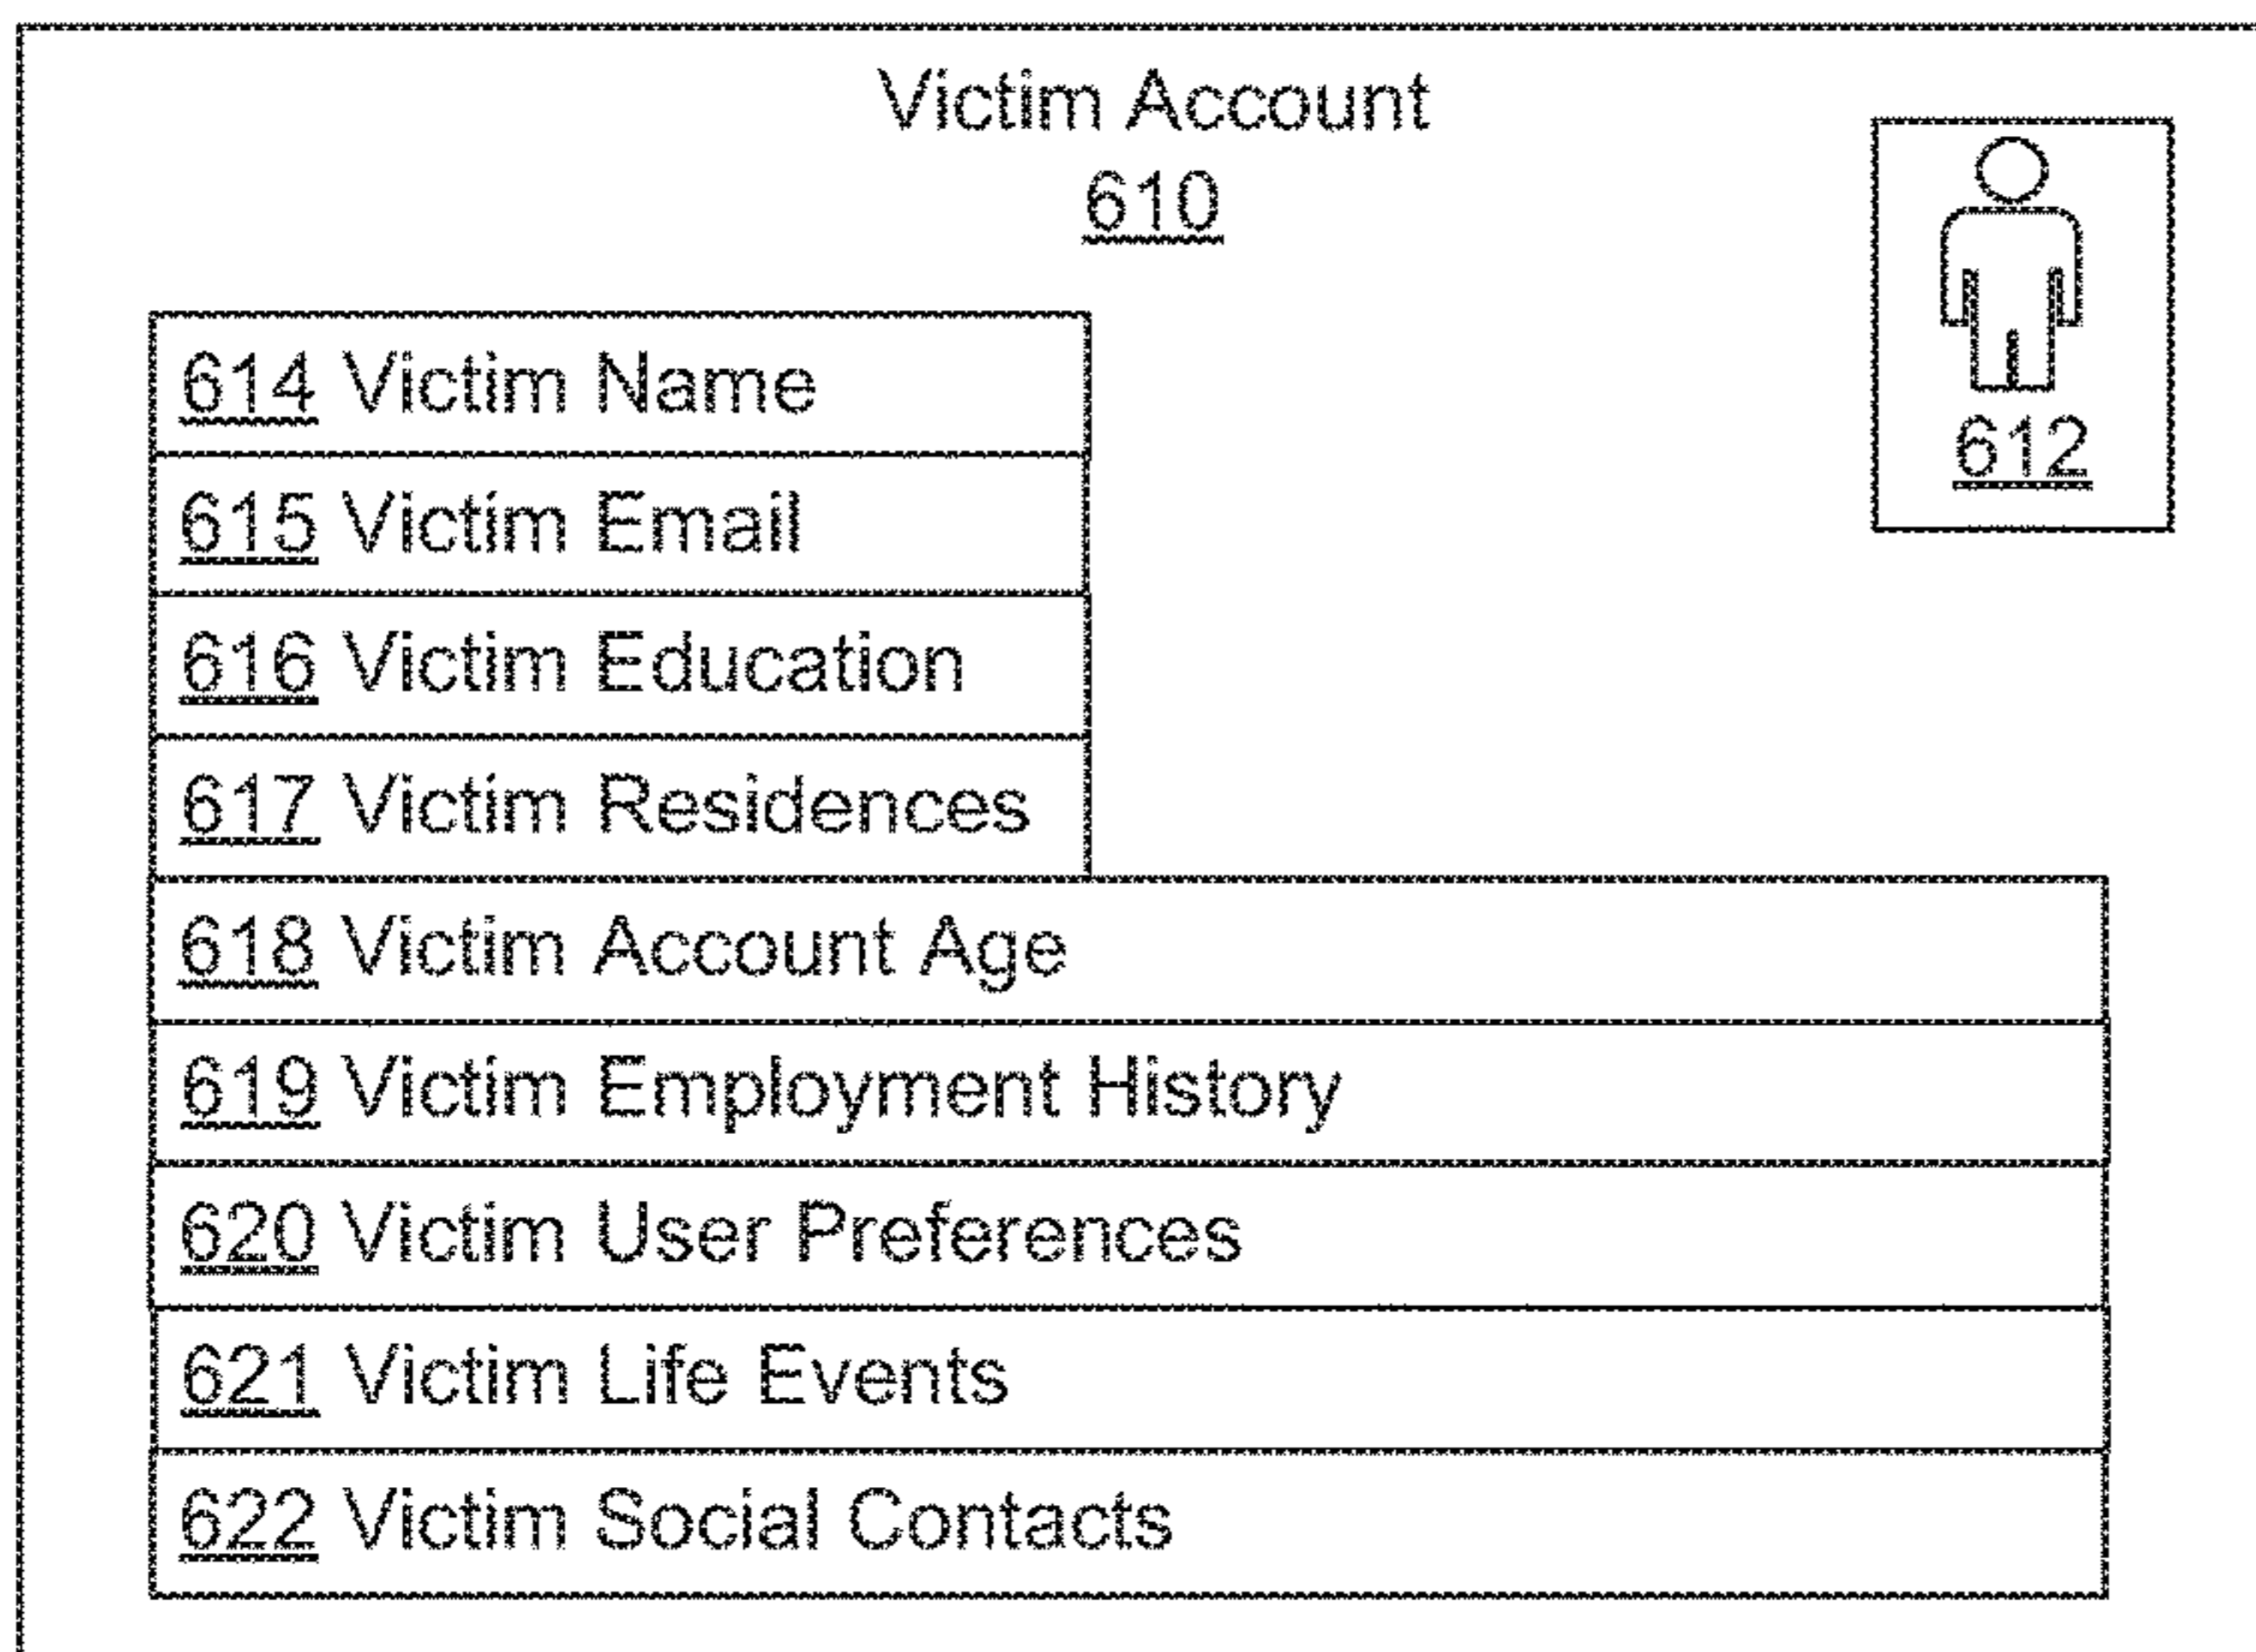 Victim Account
610
612
614 Victim Name
615 Victim Email
616 Victim Education
617 Victim Residences
618 Victim Account Age
619 Victim Employment History
620 Victim User Preferences
621 Victim Life Events
622 Victim Social Contacts